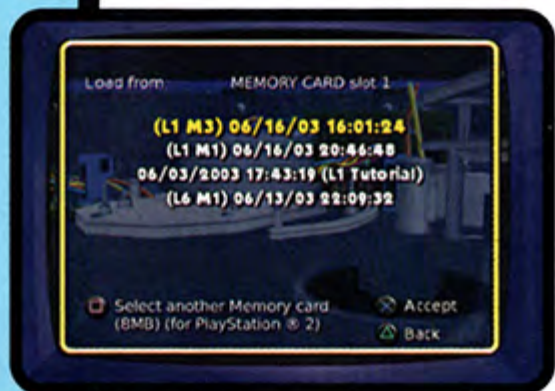 Load from MEMORY CARD slot 1
(L1 M3) 06/16/03 16:01:24
(L1 M1) 06/16/03 20:46:48
06/03/2003 17:43:19 (L1 Tutorial)
(L6 M1) 06/13/03 22:09:32
Select another Memory card
(8MB) (for PlayStation ® 2)
Accept
Back